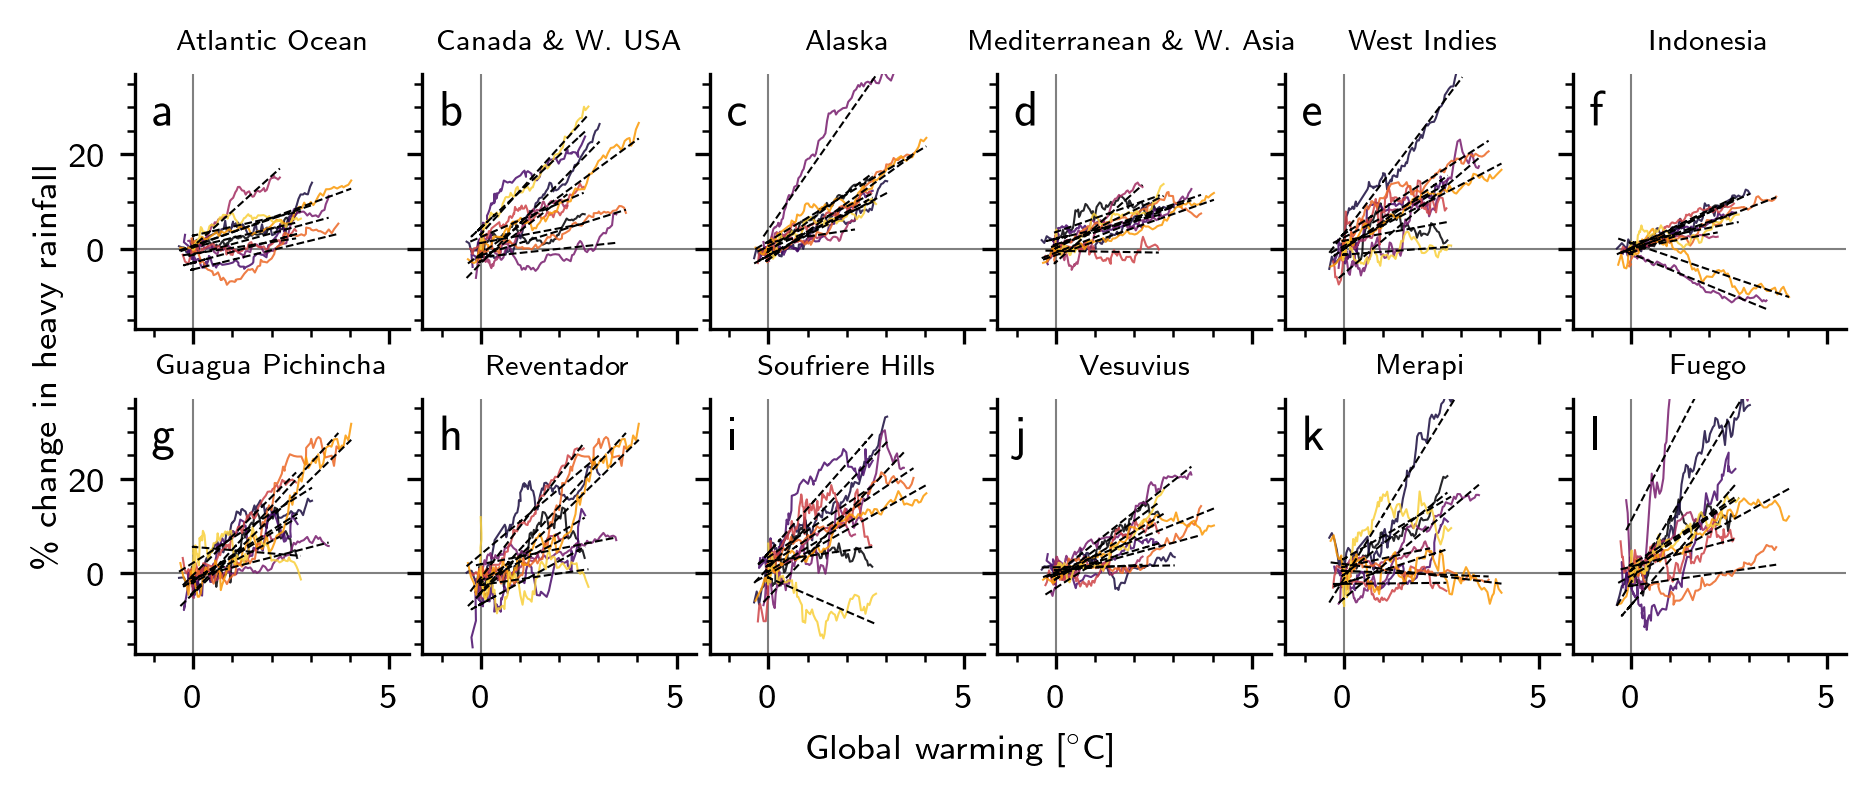 Atlantic Ocean Canada & W. USA Alaska Mediterranean & W. Asia West Indies Indonesia
a b c d e f
20
0
% change in heavy rainfall
Guagua Pichincha Reventador Soufriere Hills Vesuvius Merapi Fuego
g h i j k l
20
0
0 5 0 5 0 5 0 5 0 5 0 5
Global warming [°C]